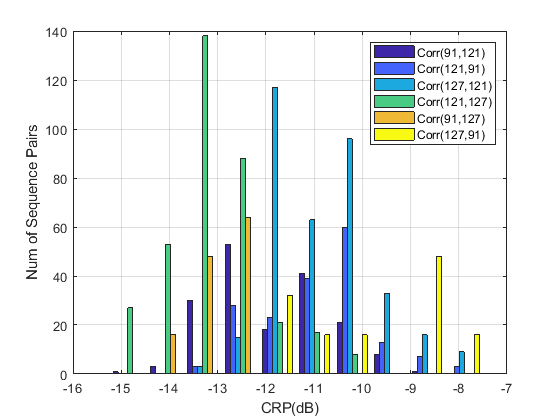 140
120
100
80
60
40
20
0
Num of Sequence Pairs
Corr(91,121)
Corr(121,91)
Corr(127,121)
Corr(121,127)
Corr(91,127)
Corr(127,91)
-16 -15 -14 -13 -12 -11 -10 -9 -8 -7
CRP(dB)